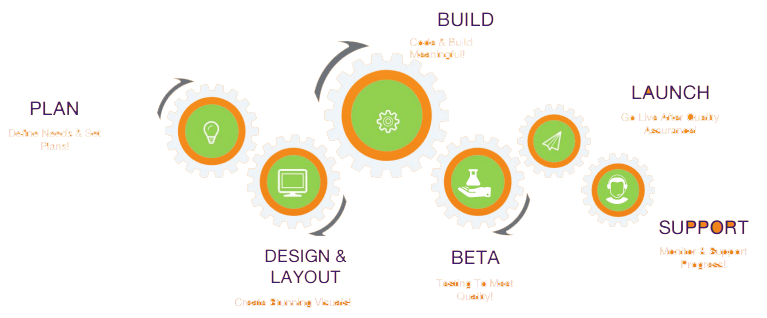 PLAN
Define Needs & Set
Plans!
DESIGN &
LAYOUT
Create Stunning Visuals!
BUILD
Code & Build
Meaningful!
BETA
Testing To Meet
Quality!
LAUNCH
Go Live After Quality
Assurance!
SUPPORT
Monitor & Support
Progress!